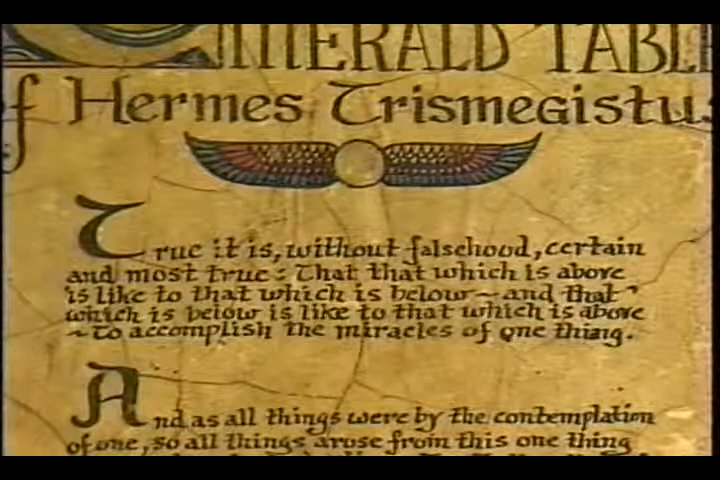 EMERALD TABL
of Hermes Trismegistus
True it is, without falsehood, certain
and most true: That that which is above
is like to that which is below ~ and that
which is below is like to that which is above
~ To accomplish the miracles of one thing.
And as all things were by the contemplation
of one, so all things arose from this one thing